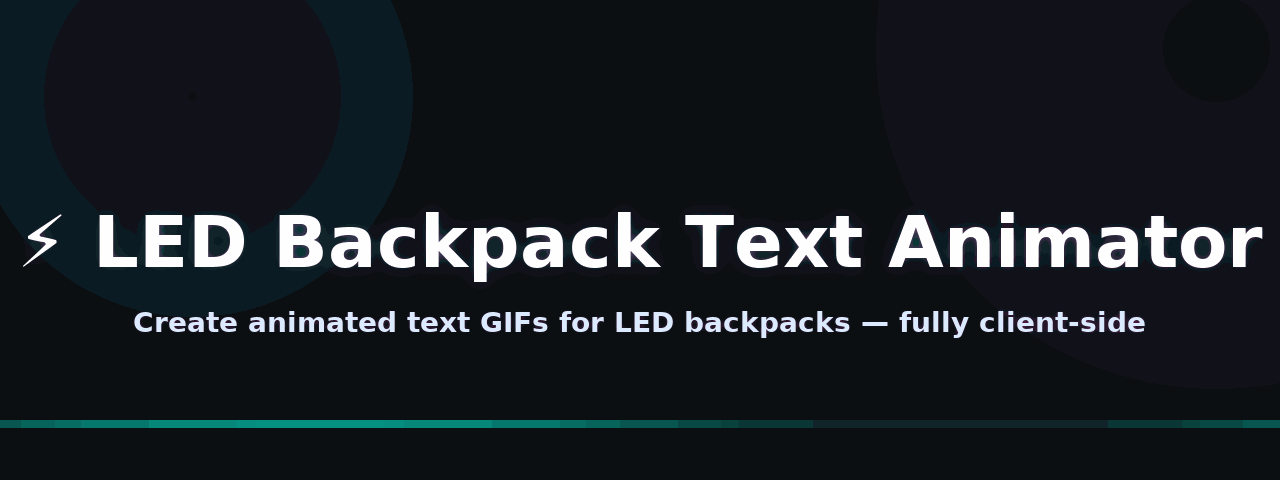 ⚡ LED Backpack Text Animator
Create animated text GIFs for LED backpacks — fully client-side